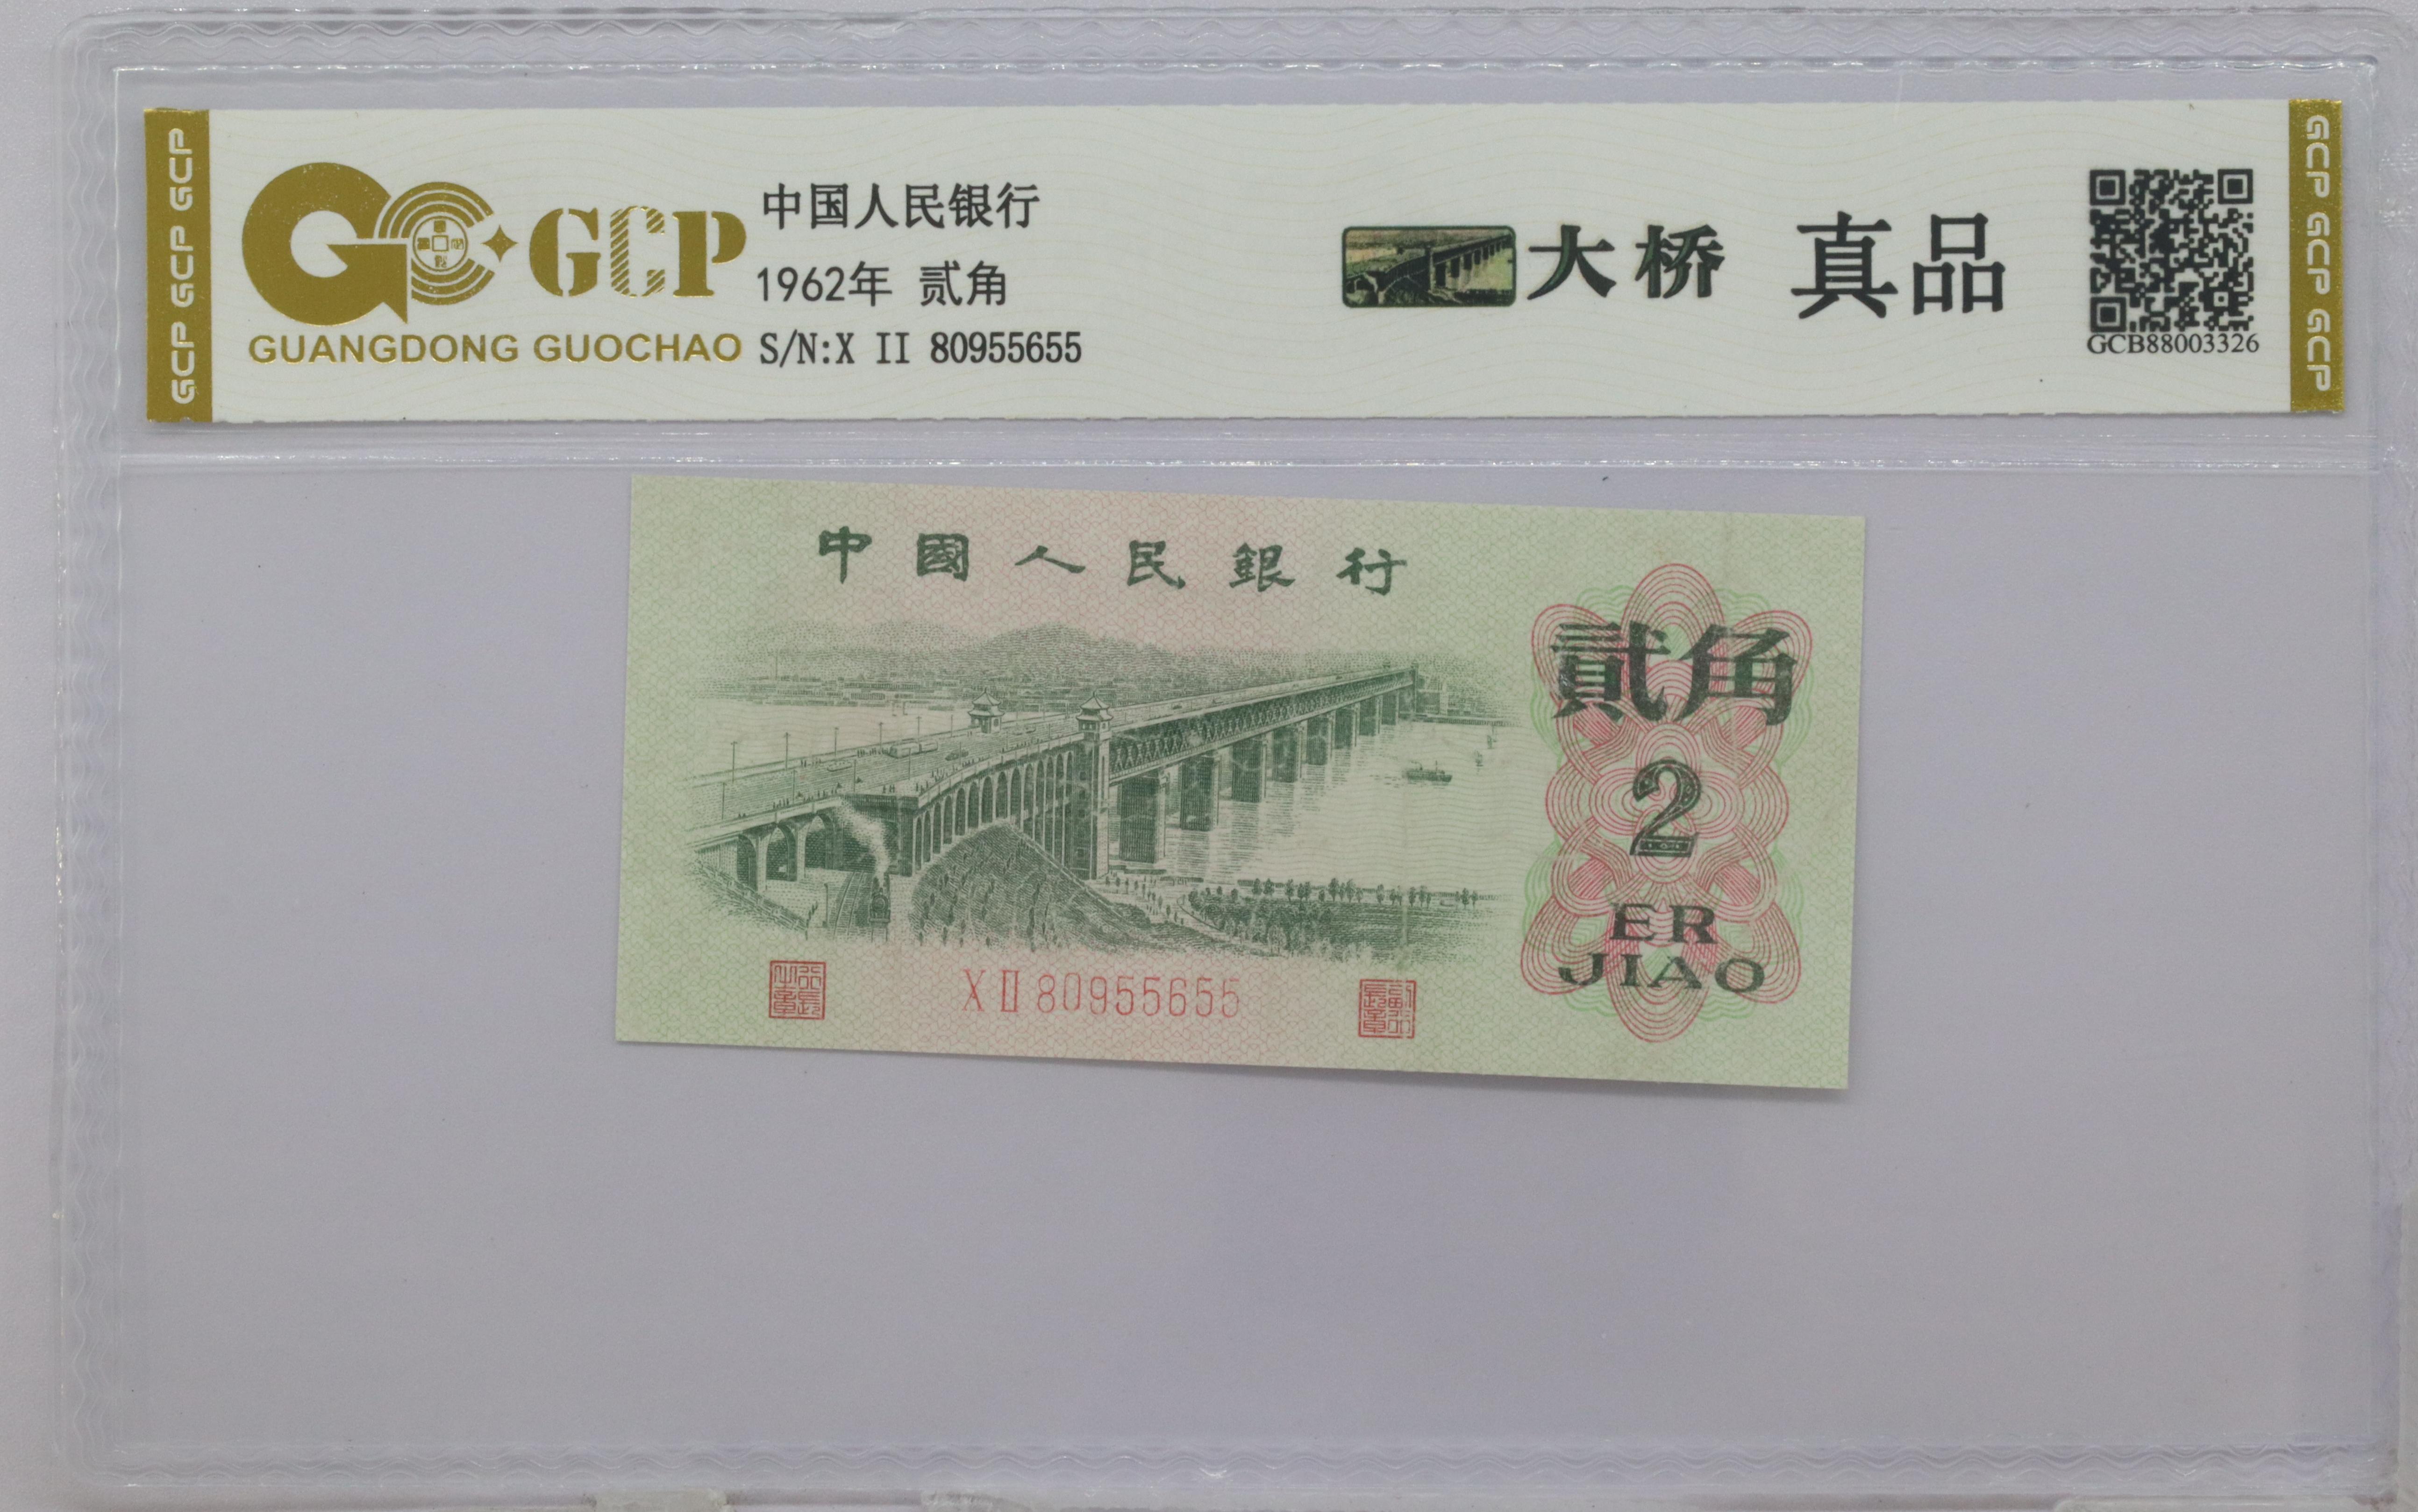 GCP GCP GCP
GCP
GUANGDONG GUOCHAO
中国人民银行
1962年 贰角
S/N:X II 80955655
大桥 真品
GCB88003326
GCP GCP GCP
中國人民銀行
貳角
2
ER
JIAO
X II 80955655